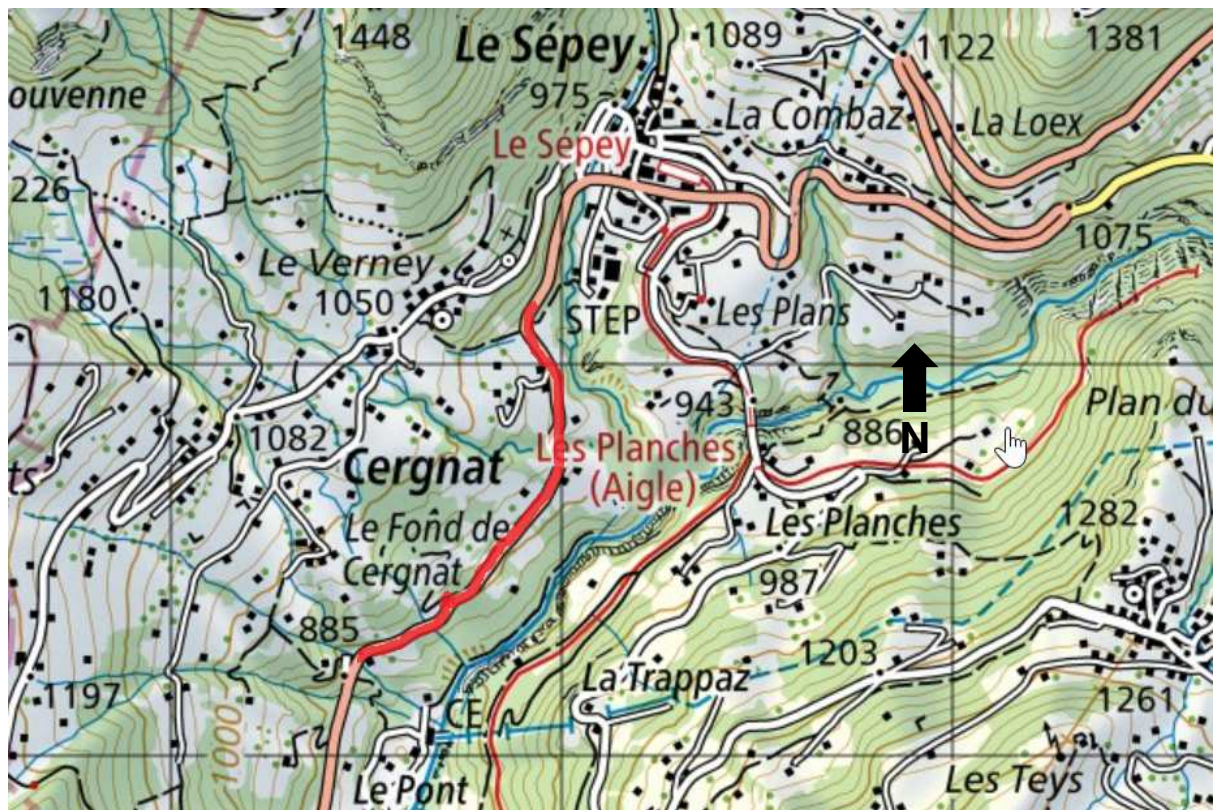 1448
Le Sépey
1089
1122
1381
ouvenne
975
La Combaz
La Loex
Le Sépey
226
1075
Le Verney
1180
1050
STEP
Les Plans
943
Plan du
886
N
1082
Les Planches
(Aigle)
ts
Cergnat
Le Fond de
Cergnat
Les Planches
1282
987
885
1203
La Trappaz
1197
CE
1261
1000
Le Pont
Les Teys